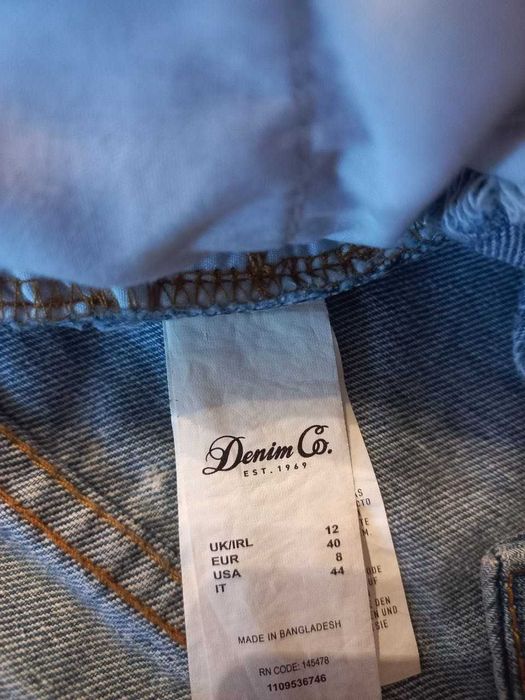 Denim Co.
EST. 1969
UK/IRL 12
EUR 40
USA 8
IT 44
MADE IN BANGLADESH
RN CODE: 145478
1109536746
DEN